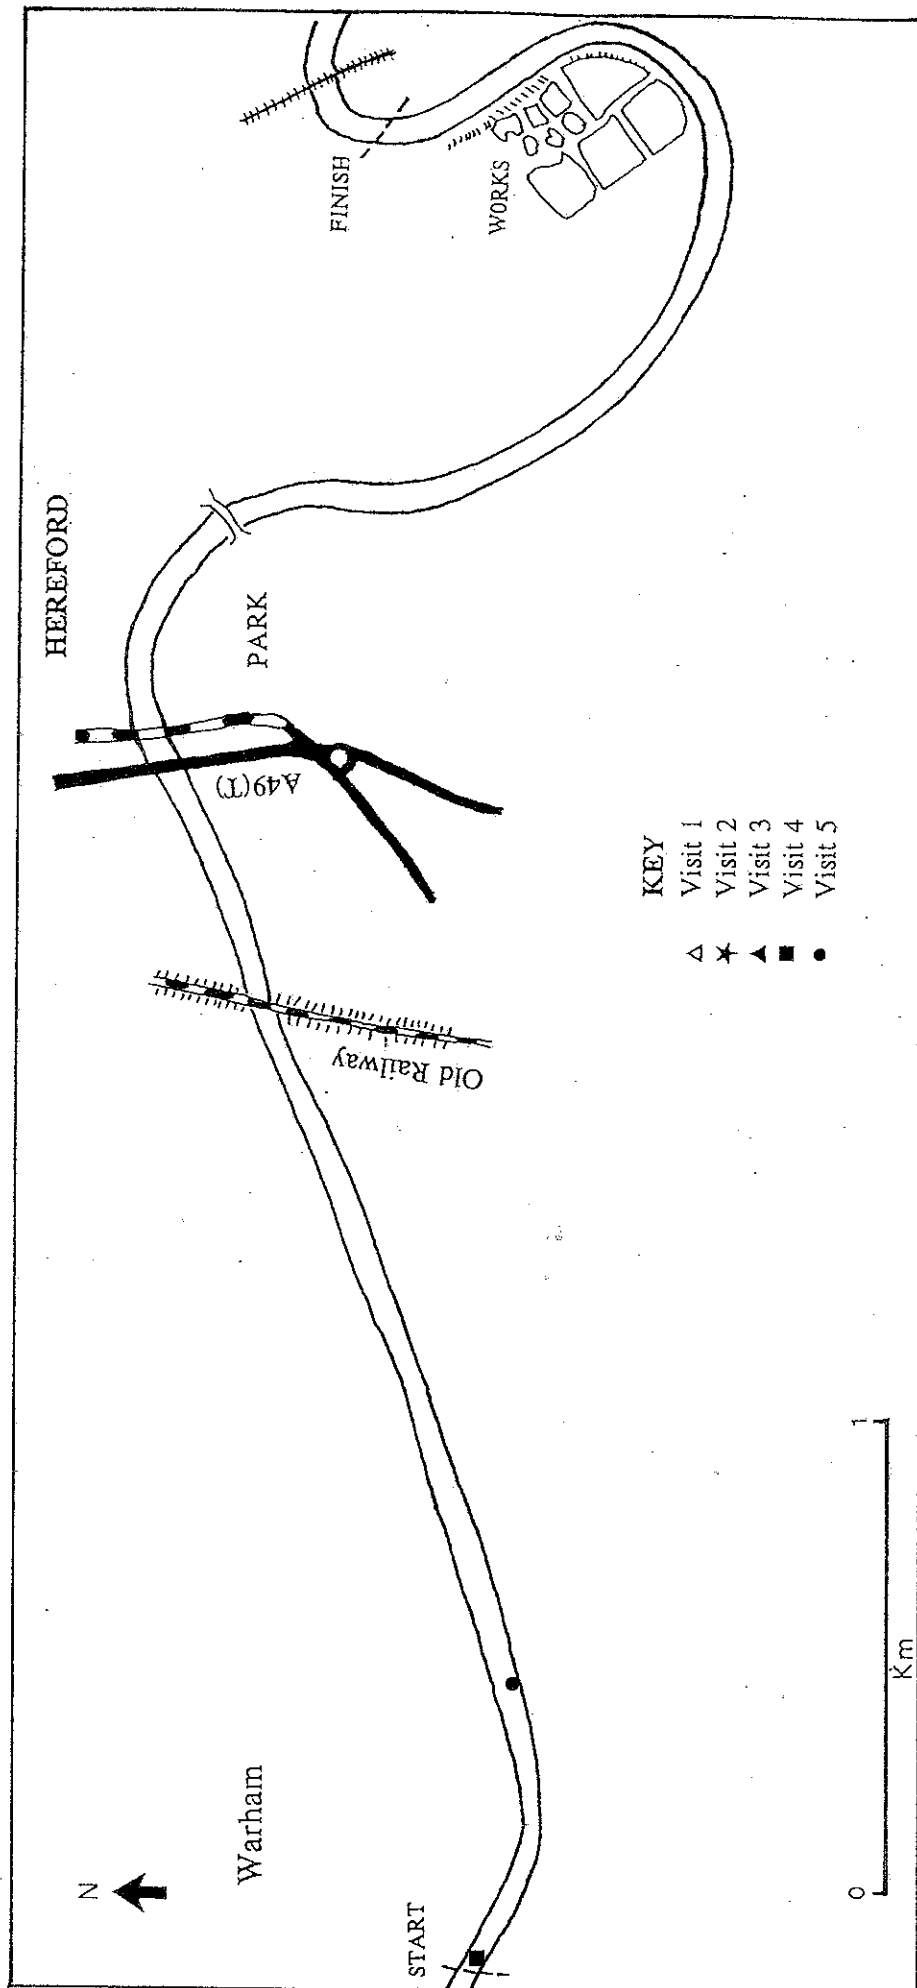 HEREFORD
N
Warham
START
Old Railway
A49(T)
PARK
FINISH
WORKS
KEY
Visit 1
Visit 2
Visit 3
Visit 4
Visit 5
0 1
Km